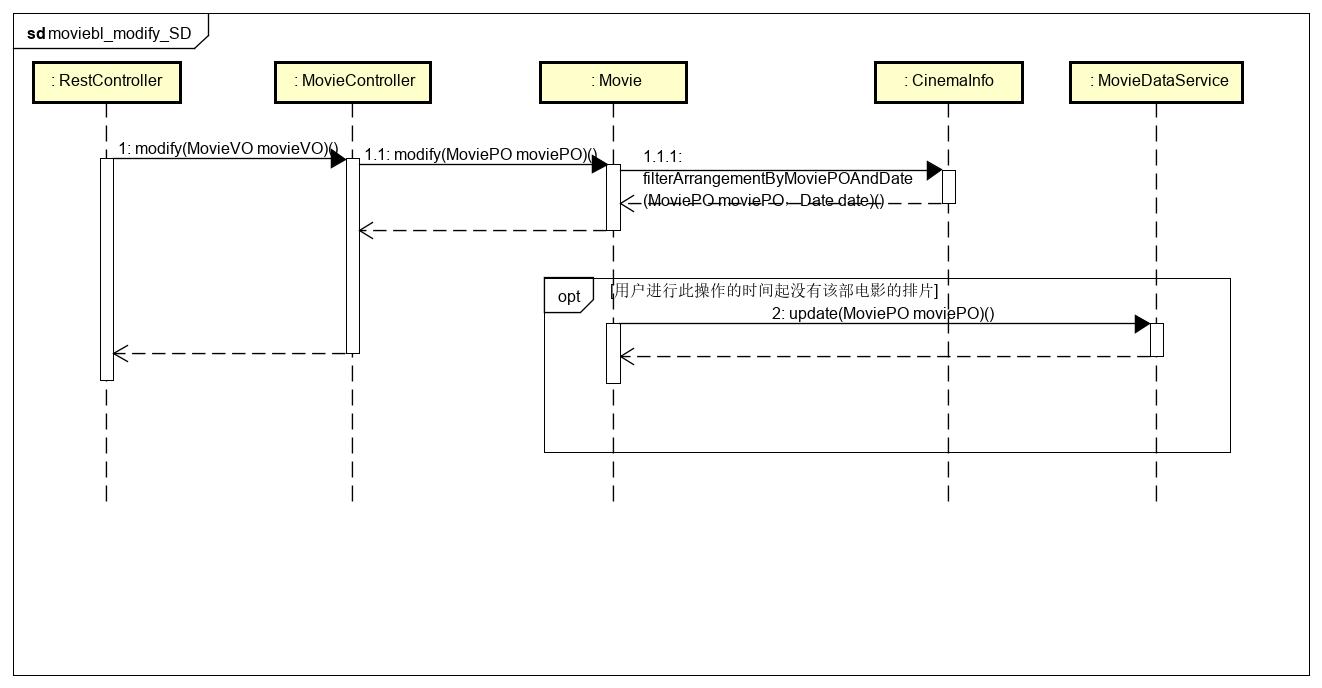 sd moviebl_modify_SD
: RestController
: MovieController
: Movie
: CinemaInfo
: MovieDataService
1: modify(MovieVO movieVO)()
1.1: modify(MoviePO moviePO)()
1.1.1:
filterArrangementByMoviePOAndDate
(MoviePO moviePO，Date date)()
opt
[用户进行此操作的时间起没有该部电影的排片]
2: update(MoviePO moviePO)()